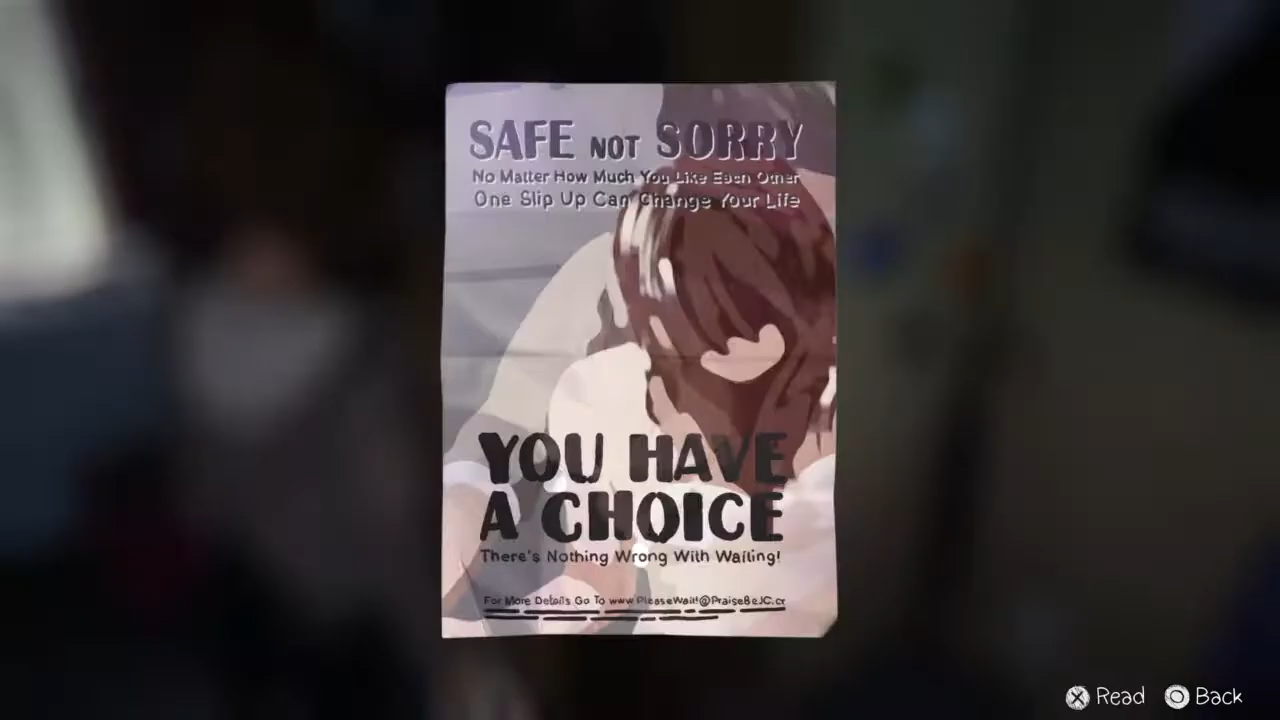 SAFE NOT SORRY
No Matter How Much You Like Each Other
One Slip Up Can Change Your Life
YOU HAVE
A CHOICE
There's Nothing Wrong With Waiting!
For More Details Go To www.PleaseWait!@PraiseBeJC.cr
Read Back